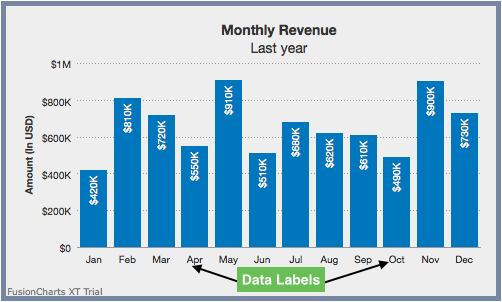 Monthly Revenue
Last year
Amount (In USD)
$1M
$800K
$600K
$400K
$200K
$0
$420K
$810K
$720K
$550K
$910K
$510K
$680K
$620K
$610K
$490K
$900K
$730K
Jan Feb Mar Apr May Jun Jul Aug Sep Oct Nov Dec
Data Labels
FusionCharts XT Trial